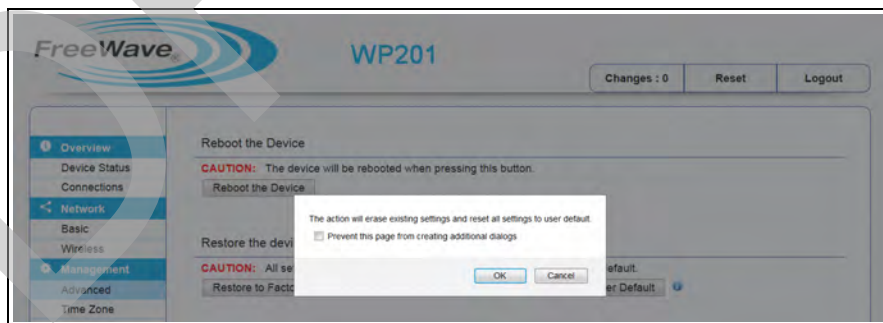 FreeWave®
WP201
Changes : 0 Reset Logout
Overview
Device Status
Connections
Network
Basic
Wireless
Management
Advanced
Time Zone
Reboot the Device
CAUTION: The device will be rebooted when pressing this button.
Reboot the Device
The action will erase existing settings and reset all settings to user default.
Prevent this page from creating additional dialogs
OK Cancel
Restore the devi
CAUTION: All se efault.
Restore to Facto er Default